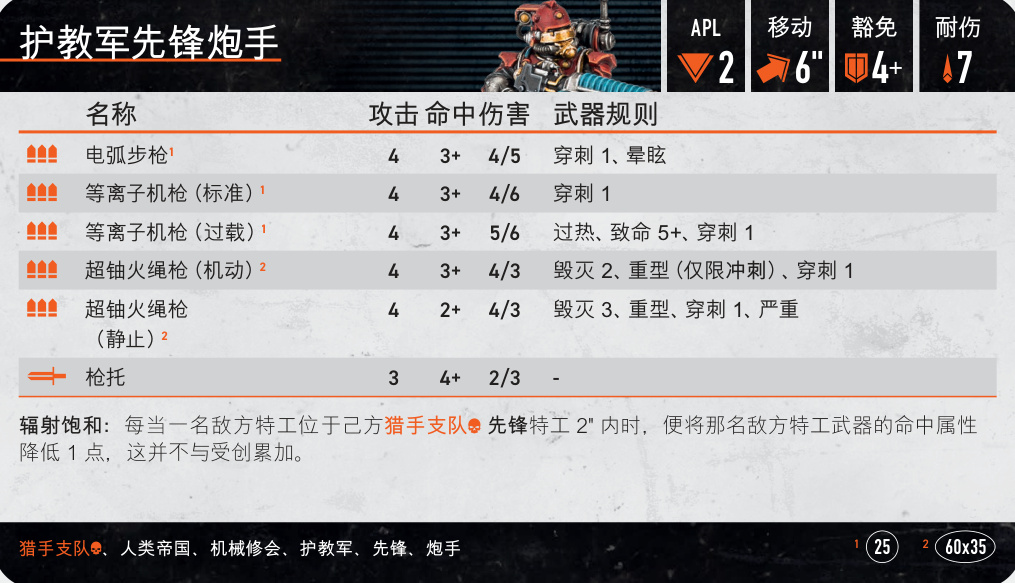 护教军先锋炮手
APL 移动 豁免 耐伤
2 6" 4+ 7
名称 攻击 命中 伤害 武器规则
电弧步枪¹ 4 3+ 4/5 穿刺 1、晕眩
等离子机枪（标准）¹ 4 3+ 4/6 穿刺 1
等离子机枪（过载）¹ 4 3+ 5/6 过热、致命 5+、穿刺 1
超铀火绳枪（机动）² 4 3+ 4/3 毁灭 2、重型（仅限冲刺）、穿刺 1
超铀火绳枪 4 2+ 4/3 毁灭 3、重型、穿刺 1、严重
（静止）²
枪托 3 4+ 2/3 -
辐射饱和：每当一名敌方特工位于己方猎手支队 先锋特工 2" 内时，便将那名敌方特工武器的命中属性
降低 1 点，这并不与受创累加。
猎手支队、人类帝国、机械修会、护教军、先锋、炮手 ¹ 25 ² 60x35